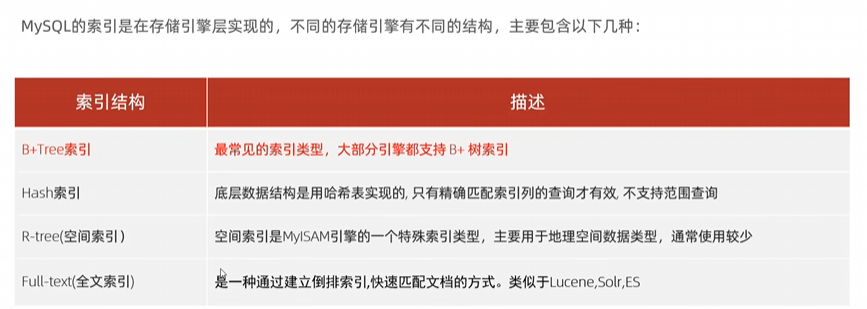 MySQL的索引是在存储引擎层实现的，不同的存储引擎有不同的结构，主要包含以下几种：
索引结构 描述
B+Tree索引 最常见的索引类型，大部分引擎都支持 B+ 树索引
Hash索引 底层数据结构是用哈希表实现的, 只有精确匹配索引列的查询才有效, 不支持范围查询
R-tree(空间索引） 空间索引是MyISAM引擎的一个特殊索引类型，主要用于地理空间数据类型，通常使用较少
Full-text(全文索引) 是一种通过建立倒排索引,快速匹配文档的方式。类似于Lucene,Solr,ES